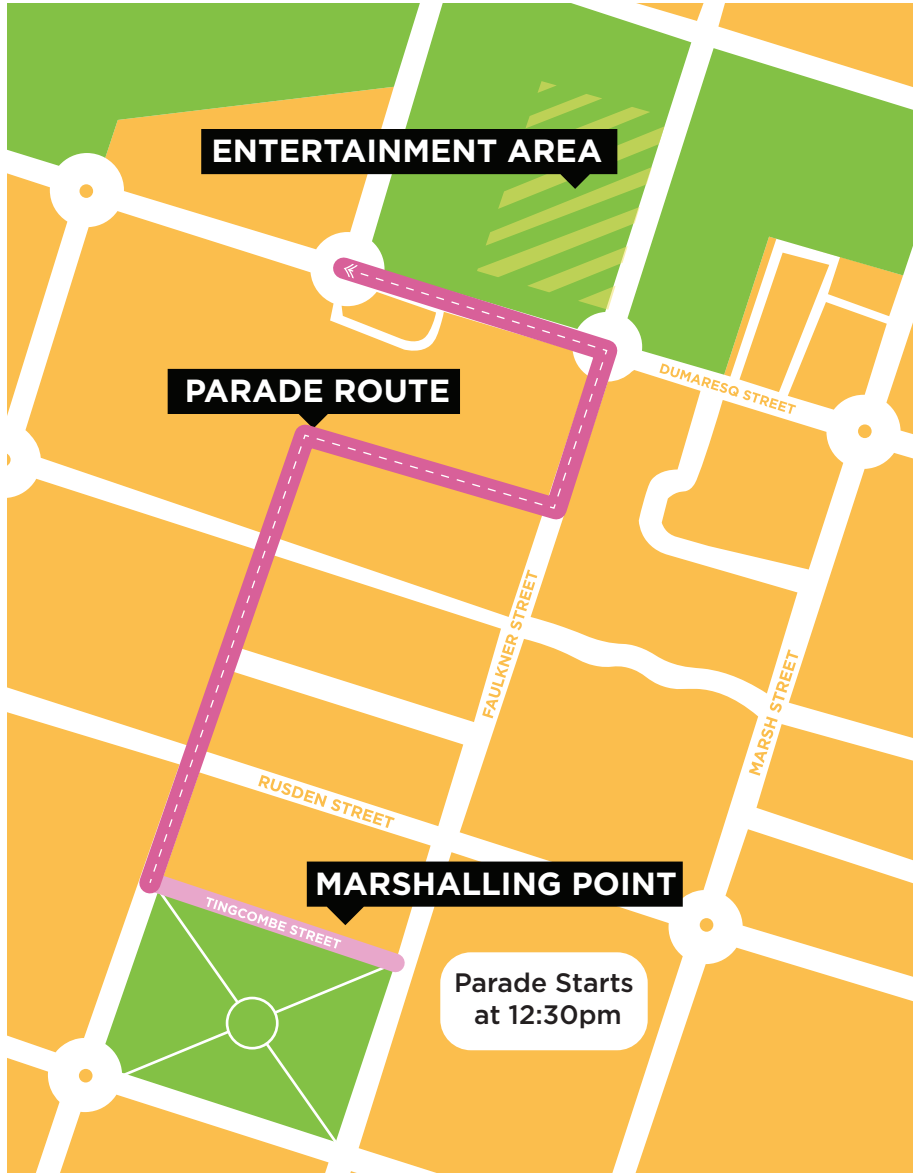 ENTERTAINMENT AREA
DUMARESQ STREET
PARADE ROUTE
FAULKNER STREET
MARSH STREET
RUSDEN STREET
MARSHALLING POINT
TINGCOMBE STREET
Parade Starts
at 12:30pm